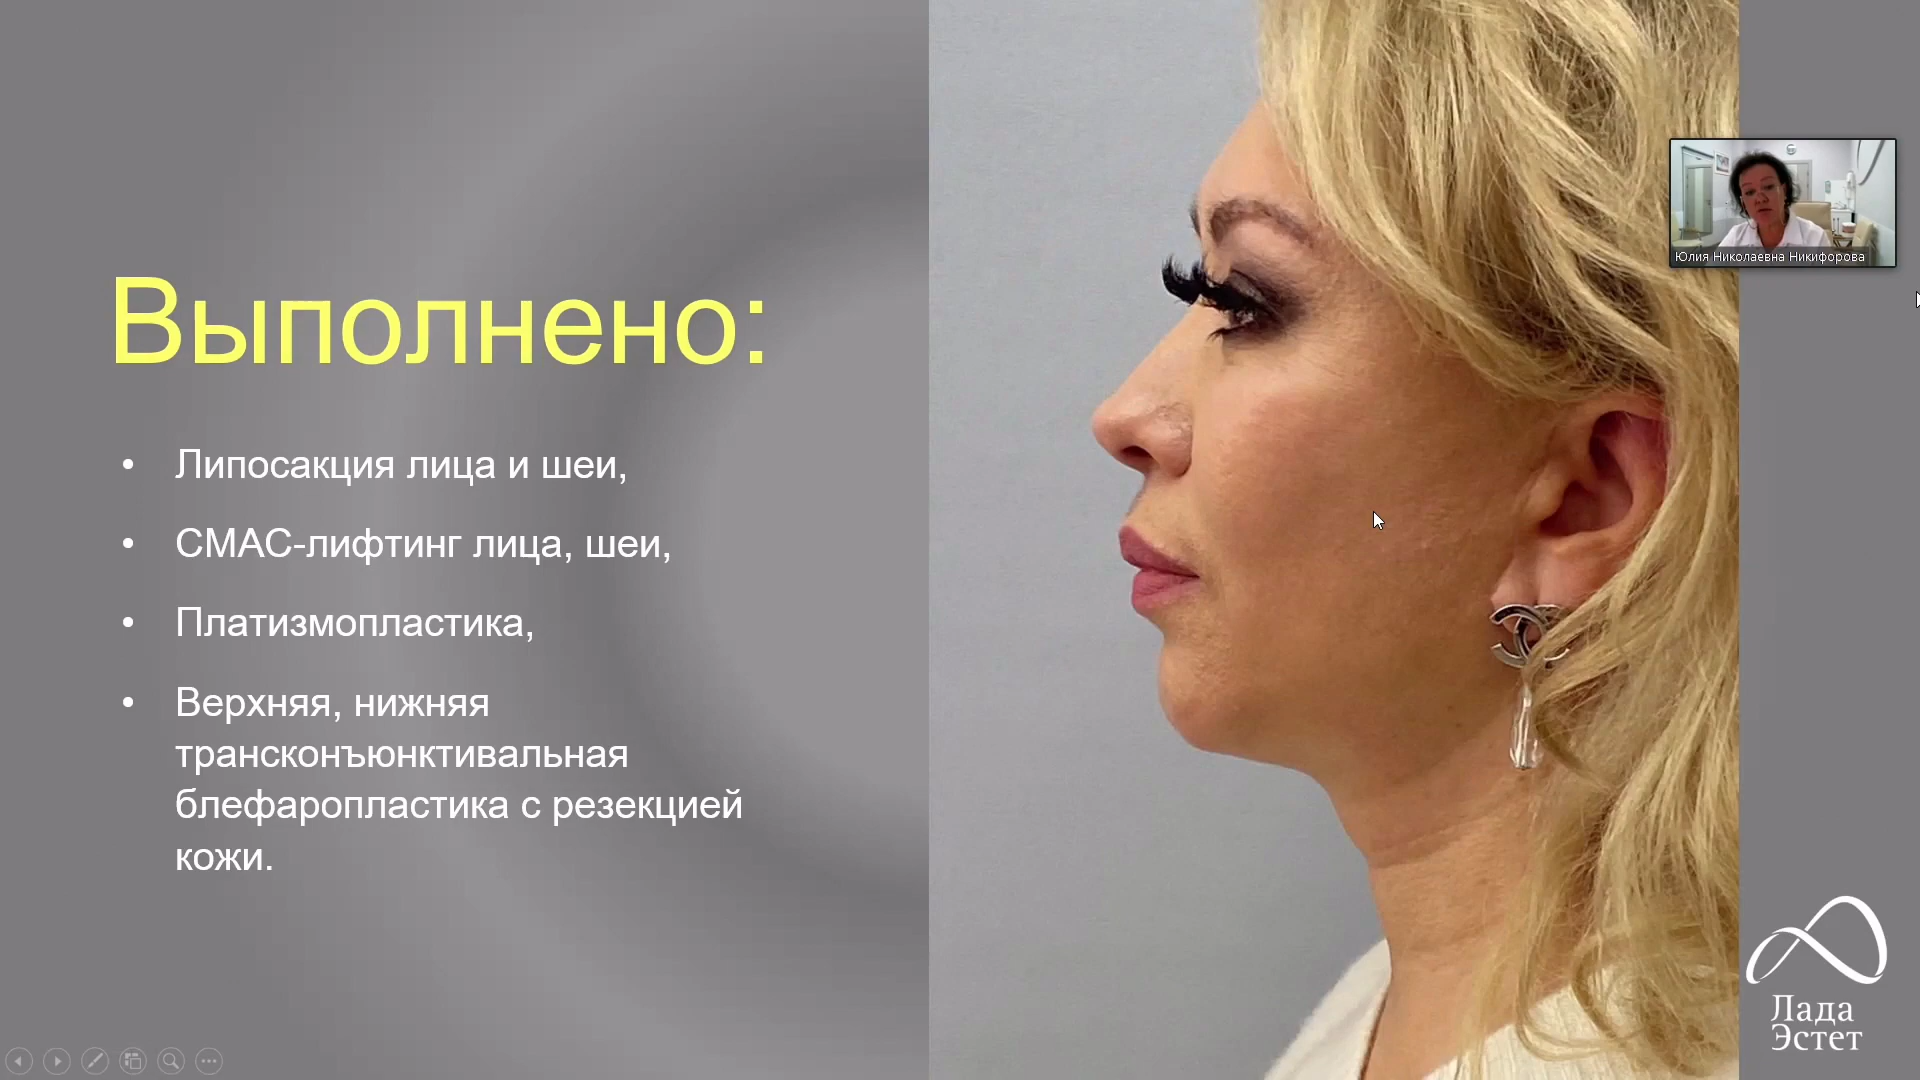 Выполнено:
• Липосакция лица и шеи,
• СМАС-лифтинг лица, шеи,
• Платизмопластика,
• Верхняя, нижняя
трансконъюнктивальная
блефаропластика с резекцией
кожи.
Юлия Николаевна Никифорова
Лада
Эстет